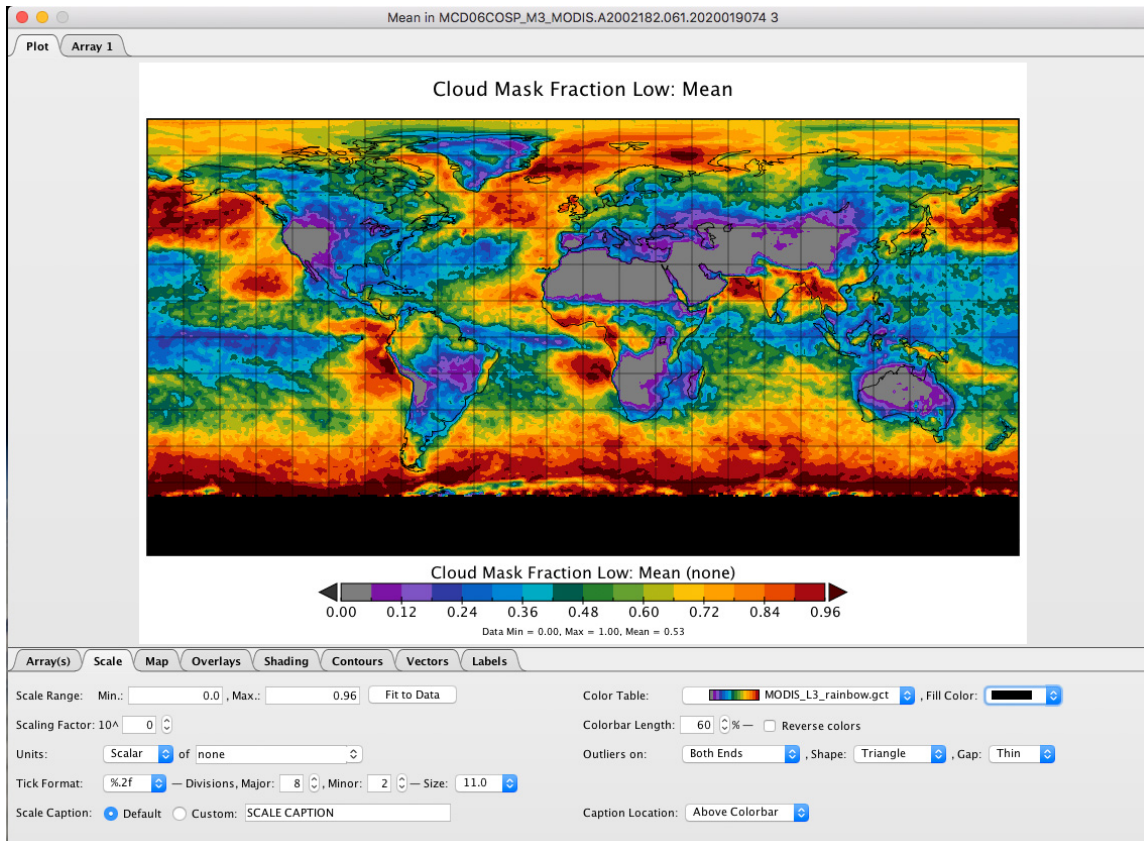 Mean in MCD06COSP_M3_MODIS.A2002182.061.2020019074 3
Plot Array 1
Cloud Mask Fraction Low: Mean
Cloud Mask Fraction Low: Mean (none)
0.00 0.12 0.24 0.36 0.48 0.60 0.72 0.84 0.96
Data Min = 0.00, Max = 1.00, Mean = 0.53
Array(s) Scale Map Overlays Shading Contours Vectors Labels
Scale Range: Min.: 0.0 , Max.: 0.96 Fit to Data Color Table: MODIS_L3_rainbow.gct , Fill Color:
Scaling Factor: 10^ 0 Colorbar Length: 60 % — Reverse colors
Units: Scalar of none Outliers on: Both Ends , Shape: Triangle , Gap: Thin
Tick Format: %.2f — Divisions, Major: 8 , Minor: 2 — Size: 11.0
Scale Caption: Default Custom: SCALE CAPTION Caption Location: Above Colorbar